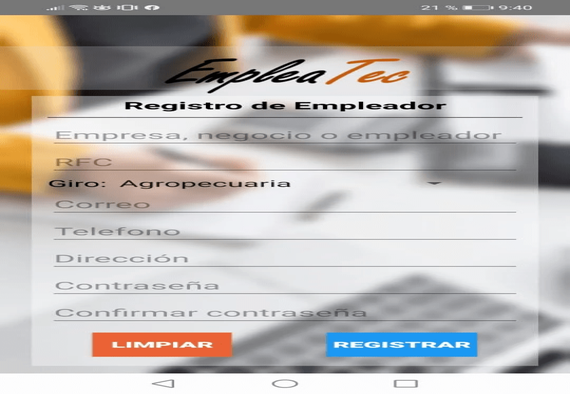 21 % 9:40
EmpleaTec
Registro de Empleador
Empresa, negocio o empleador
RFC
Giro: Agropecuaria
Correo
Telefono
Dirección
Contraseña
Confirmar contraseña
LIMPIAR REGISTRAR